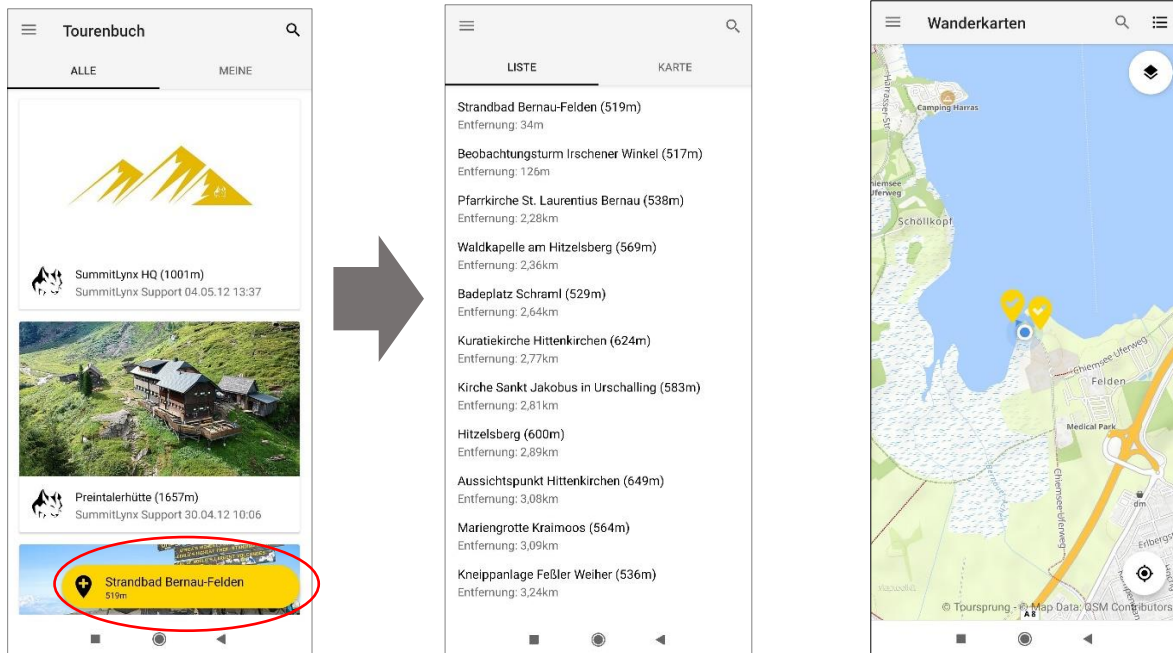 Tourenbuch
ALLE
MEINE
SummitLynx HQ (1001m)
SummitLynx Support 04.05.12 13:37
Preintalerhütte (1657m)
SummitLynx Support 30.04.12 10:06
Strandbad Bernau-Felden
519m
LISTE
KARTE
Strandbad Bernau-Felden (519m)
Entfernung: 34m
Beobachtungsturm Irschener Winkel (517m)
Entfernung: 126m
Pfarrkirche St. Laurentius Bernau (538m)
Entfernung: 2,28km
Waldkapelle am Hitzelsberg (569m)
Entfernung: 2,36km
Badeplatz Schraml (529m)
Entfernung: 2,64km
Kuratiekirche Hittenkirchen (624m)
Entfernung: 2,77km
Kirche Sankt Jakobus in Urschalling (583m)
Entfernung: 2,81km
Hitzelsberg (600m)
Entfernung: 2,89km
Aussichtspunkt Hittenkirchen (649m)
Entfernung: 3,08km
Mariengrotte Kraimoos (564m)
Entfernung: 3,09km
Kneippanlage Feßler Weiher (536m)
Entfernung: 3,24km
Wanderkarten
Harrasser-Str
Camping Harras
Uferweg
Schöllkopf
Chiemsee Uferweg
Felden
Medical Park
Chiemsee-Uferweg
dm
© Toursprung - © Map Data: OSM Contributors
A 8